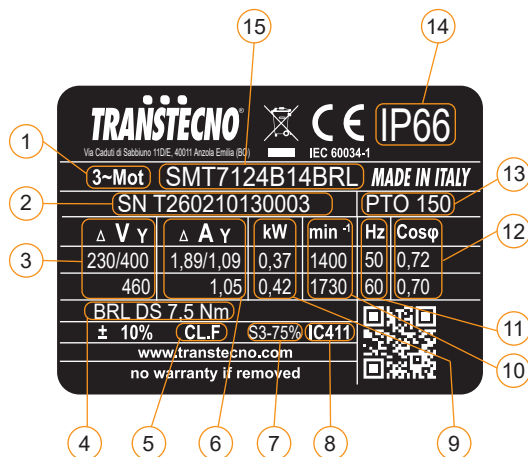 15
14
TRANSTECNO®
CE
IP66
Via Caduti di Sabbiuno 11D/E, 40011 Anzola Emilia (BO)
IEC 60034-1
1
3~Mot
SMT7124B14BRL
MADE IN ITALY
13
2
SN T260210130003
PTO 150
Δ V Y
Δ A Y
kW
min -1
Hz
Cosφ
12
3
230/400
1,89/1,09
0,37
1400
50
0,72
460
1,05
0,42
1730
60
0,70
BRL DS 7,5 Nm
11
± 10%
CL.F
S3-75%
IC411
www.transtecno.com
10
no warranty if removed
4
5
6
7
8
9